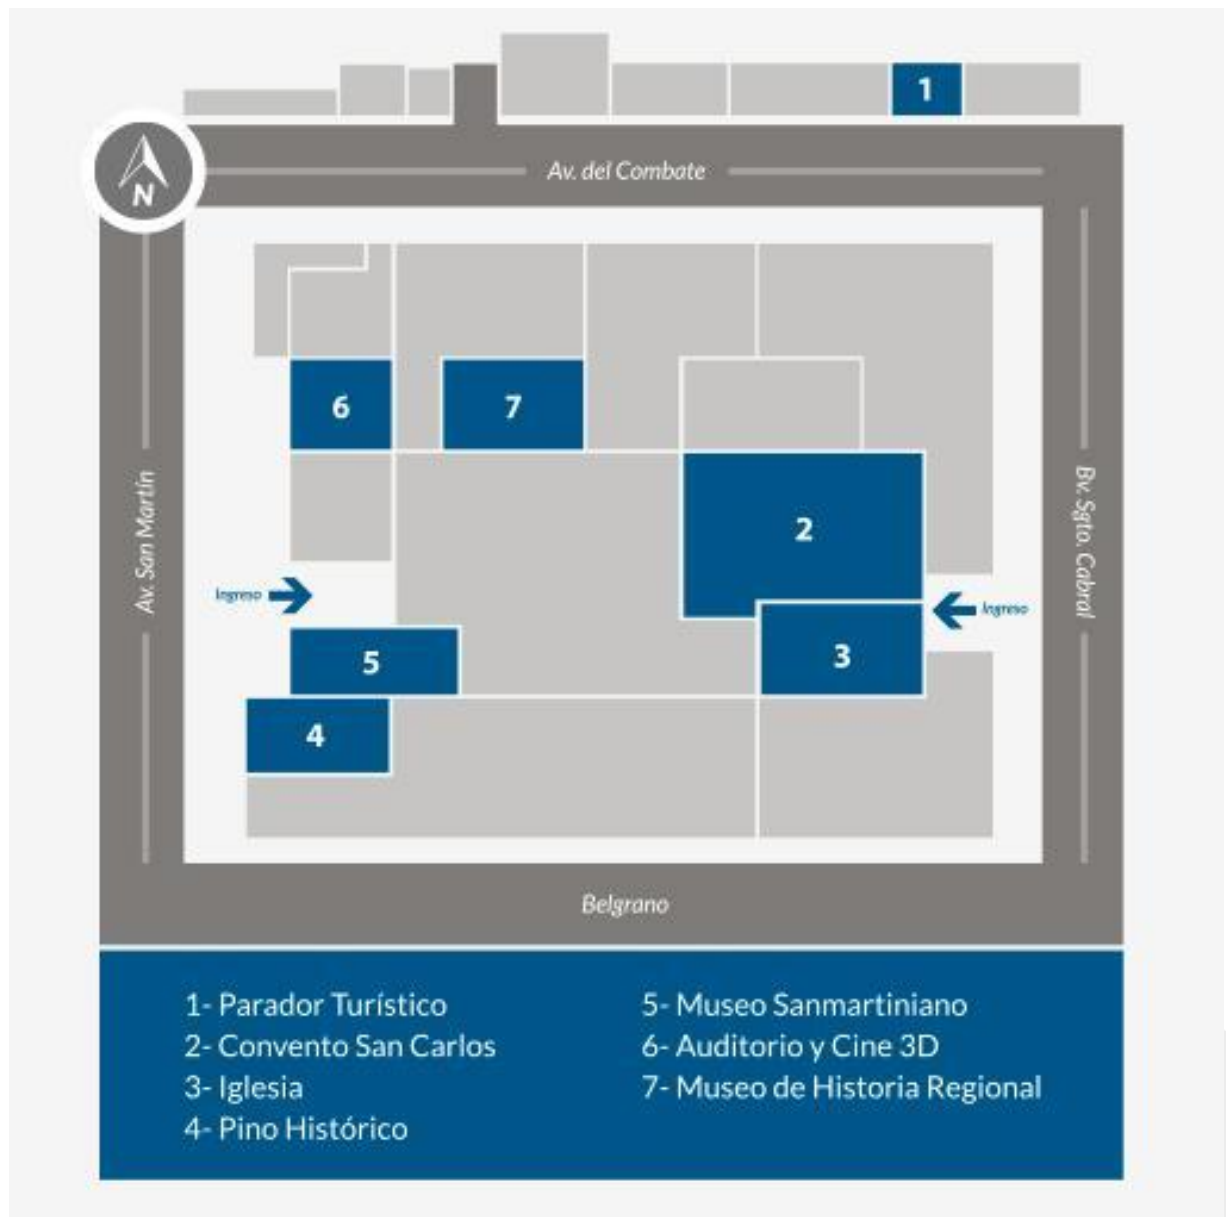 1
Av. del Combate
N
6
7
Av. San Martín
2
Bv. Sgto. Cabral
Ingreso
Ingreso
3
5
4
Belgrano
1- Parador Turístico
2- Convento San Carlos
3- Iglesia
4- Pino Histórico
5- Museo Sanmartiniano
6- Auditorio y Cine 3D
7- Museo de Historia Regional